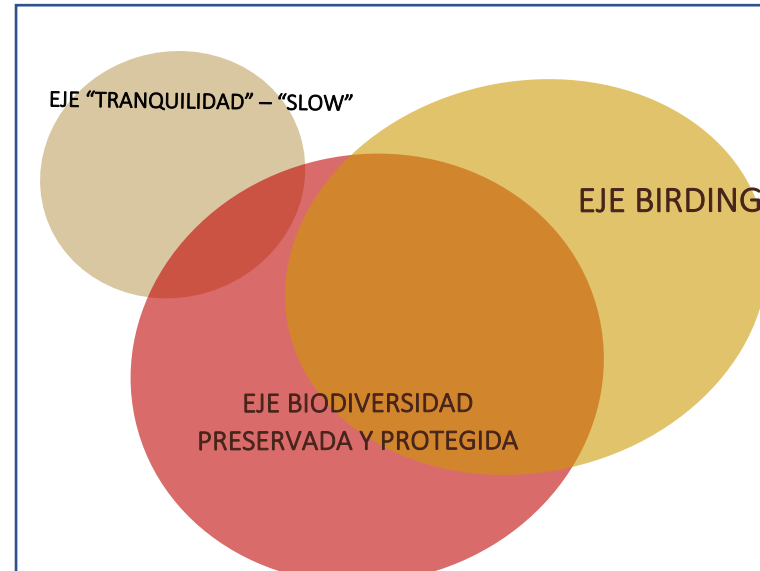 EJE “TRANQUILIDAD” – “SLOW”
EJE BIRDING
EJE BIODIVERSIDAD
PRESERVADA Y PROTEGIDA